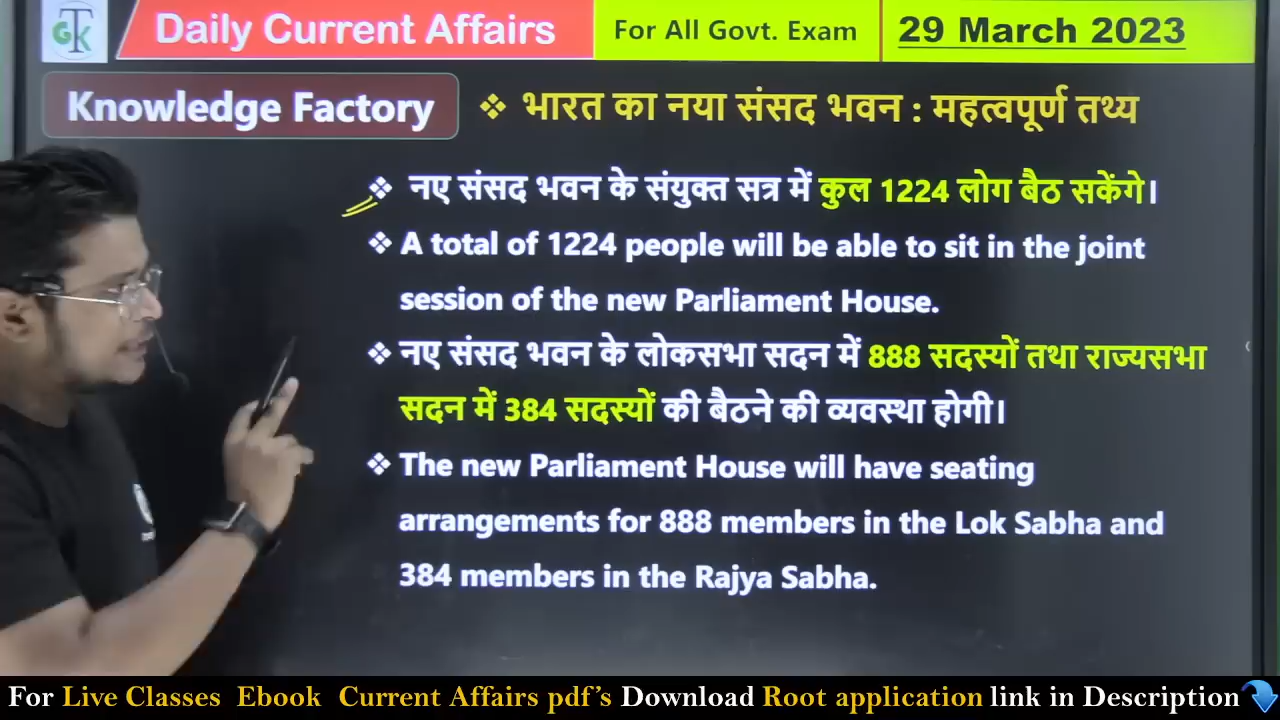 GTK
Daily Current Affairs
For All Govt. Exam
29 March 2023
Knowledge Factory
❖ भारत का नया संसद भवन : महत्वपूर्ण तथ्य
❖ नए संसद भवन के संयुक्त सत्र में कुल 1224 लोग बैठ सकेंगे।
❖ A total of 1224 people will be able to sit in the joint
session of the new Parliament House.
❖ नए संसद भवन के लोकसभा सदन में 888 सदस्यों तथा राज्यसभा
सदन में 384 सदस्यों की बैठने की व्यवस्था होगी।
❖ The new Parliament House will have seating
arrangements for 888 members in the Lok Sabha and
384 members in the Rajya Sabha.
For Live Classes Ebook Current Affairs pdf's Download Root application link in Description